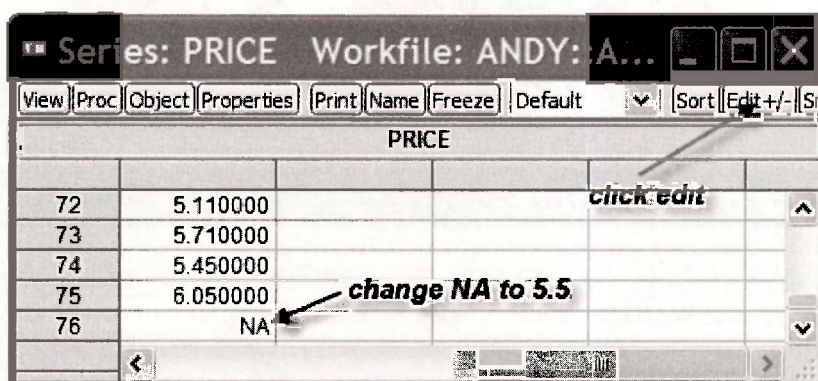 Series: PRICE Workfile: ANDY::A...
View Proc Object Properties Print Name Freeze Default Sort Edit+/-
PRICE
click edit
72 5.110000
73 5.710000
74 5.450000
75 6.050000
change NA to 5.5
76 NA